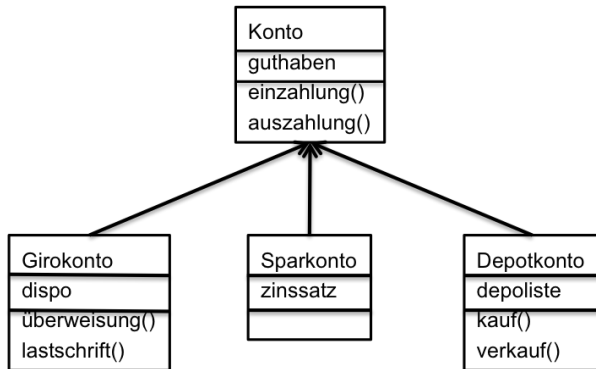 Konto
guthaben
einzahlung()
auszahlung()
Girokonto
dispo
überweisung()
lastschrift()
Sparkonto
zinssatz
Depotkonto
depoliste
kauf()
verkauf()